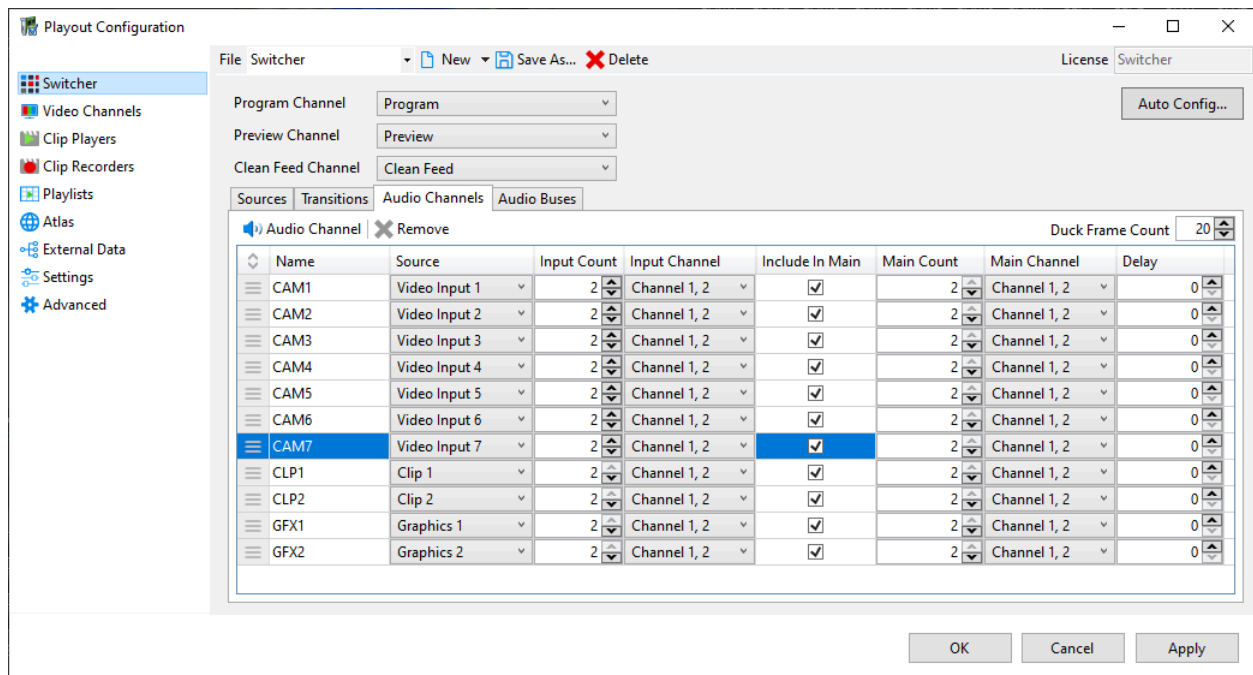 Playout Configuration
File Switcher New Save As... Delete License Switcher
Switcher
Video Channels
Clip Players
Clip Recorders
Playlists
Atlas
External Data
Settings
Advanced
Program Channel Program Auto Config...
Preview Channel Preview
Clean Feed Channel Clean Feed
Sources Transitions Audio Channels Audio Buses
Audio Channel Remove Duck Frame Count 20
Name Source Input Count Input Channel Include In Main Main Count Main Channel Delay
CAM1 Video Input 1 2 Channel 1, 2 2 Channel 1, 2 0
CAM2 Video Input 2 2 Channel 1, 2 2 Channel 1, 2 0
CAM3 Video Input 3 2 Channel 1, 2 2 Channel 1, 2 0
CAM4 Video Input 4 2 Channel 1, 2 2 Channel 1, 2 0
CAM5 Video Input 5 2 Channel 1, 2 2 Channel 1, 2 0
CAM6 Video Input 6 2 Channel 1, 2 2 Channel 1, 2 0
CAM7 Video Input 7 2 Channel 1, 2 2 Channel 1, 2 0
CLP1 Clip 1 2 Channel 1, 2 2 Channel 1, 2 0
CLP2 Clip 2 2 Channel 1, 2 2 Channel 1, 2 0
GFX1 Graphics 1 2 Channel 1, 2 2 Channel 1, 2 0
GFX2 Graphics 2 2 Channel 1, 2 2 Channel 1, 2 0
OK Cancel Apply